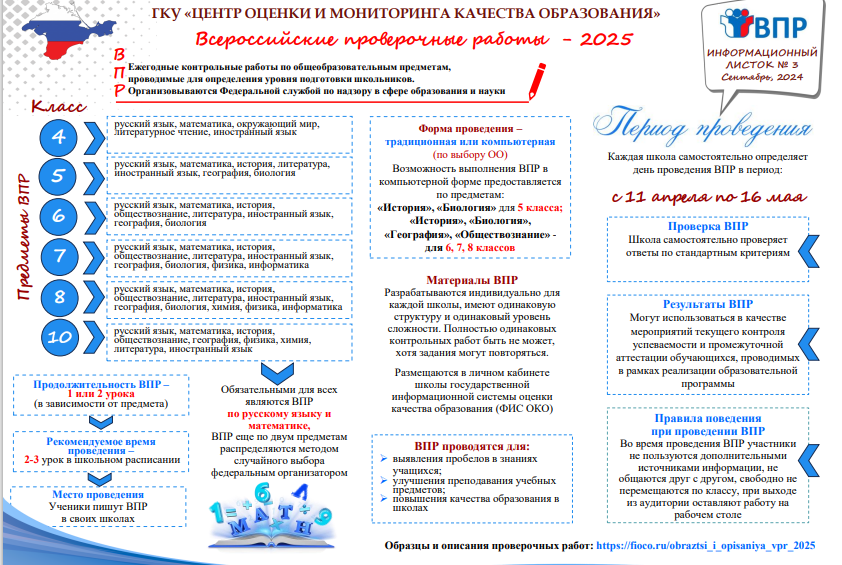 ГКУ «ЦЕНТР ОЦЕНКИ И МОНИТОРИНГА КАЧЕСТВА ОБРАЗОВАНИЯ»
Всероссийские проверочные работы - 2025
ВПР
ИНФОРМАЦИОННЫЙ
ЛИСТОК № 3
Сентябрь, 2024
В
П
Р
Ежегодные контрольные работы по общеобразовательным предметам,
проводимые для определения уровня подготовки школьников.
Организовываются Федеральной службой по надзору в сфере образования и науки
Класс
Предметы ВПР
4
русский язык, математика, окружающий мир,
литературное чтение, иностранный язык
5
русский язык, математика, история, литература,
иностранный язык, география, биология
6
русский язык, математика, история,
обществознание, литература, иностранный язык,
география, биология
7
русский язык, математика, история,
обществознание, литература, иностранный язык,
география, биология, физика, информатика
8
русский язык, математика, история,
обществознание, литература, иностранный язык,
география, биология, химия, физика, информатика
10
русский язык, математика, история,
обществознание, география, физика, химия,
литература, иностранный язык
Продолжительность ВПР –
1 или 2 урока
(в зависимости от предмета)
Рекомендуемое время
проведения –
2-3 урок в школьном расписании
Место проведения
Ученики пишут ВПР
в своих школах
Обязательными для всех
являются ВПР
по русскому языку и
математике,
ВПР еще по двум предметам
распределяются методом
случайного выбора
федеральным организатором
MATH
Форма проведения –
традиционная или компьютерная
(по выбору ОО)
Возможность выполнения ВПР в
компьютерной форме предоставляется
по предметам:
«История», «Биология» для 5 класса;
«История», «Биология»,
«География», «Обществознание» -
для 6, 7, 8 классов
Материалы ВПР
Разрабатываются индивидуально для
каждой школы, имеют одинаковую
структуру и одинаковый уровень
сложности. Полностью одинаковых
контрольных работ быть не может,
хотя задания могут повторяться.
Размещаются в личном кабинете
школы государственной
информационной системы оценки
качества образования (ФИС ОКО)
ВПР проводятся для:
выявления пробелов в знаниях
учащихся;
улучшения преподавания учебных
предметов;
повышения качества образования в
школах
Период проведения
Каждая школа самостоятельно определяет
день проведения ВПР в период:
с 11 апреля по 16 мая
Проверка ВПР
Школа самостоятельно проверяет
ответы по стандартным критериям
Результаты ВПР
Могут использоваться в качестве
мероприятий текущего контроля
успеваемости и промежуточной
аттестации обучающихся, проводимых
в рамках реализации образовательной
программы
Правила поведения
при проведении ВПР
Во время проведения ВПР участники
не пользуются дополнительными
источниками информации, не
общаются друг с другом, свободно не
перемещаются по классу, при выходе
из аудитории оставляют работу на
рабочем столе
Образцы и описания проверочных работ: https://fioco.ru/obraztsi_i_opisaniya_vpr_2025